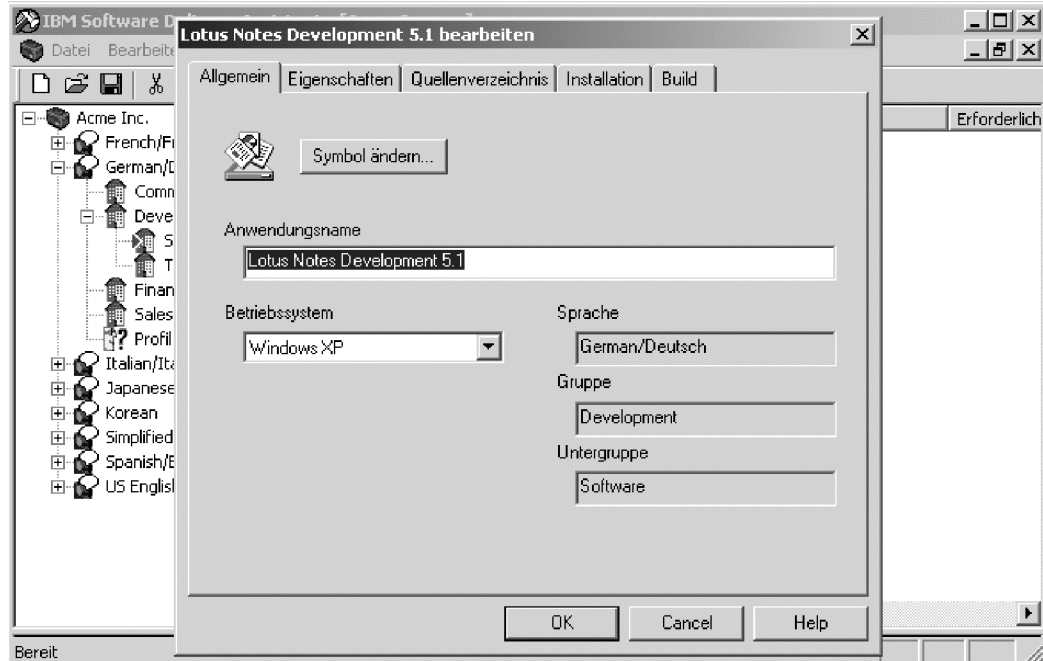 IBM Software
Lotus Notes Development 5.1 bearbeiten
Datei Bearbeite
Allgemein Eigenschaften Quellenverzeichnis Installation Build
Acme Inc.
French/F
German/D
Comm
Deve
S
T
Finan
Sales
Profil
Italian/Ita
Japanese
Korean
Simplified
Spanish/E
US Englis
Erforderlich
Symbol ändern...
Anwendungsname
Lotus Notes Development 5.1
Betriebssystem
Windows XP
Sprache
German/Deutsch
Gruppe
Development
Untergruppe
Software
OK Cancel Help
Bereit